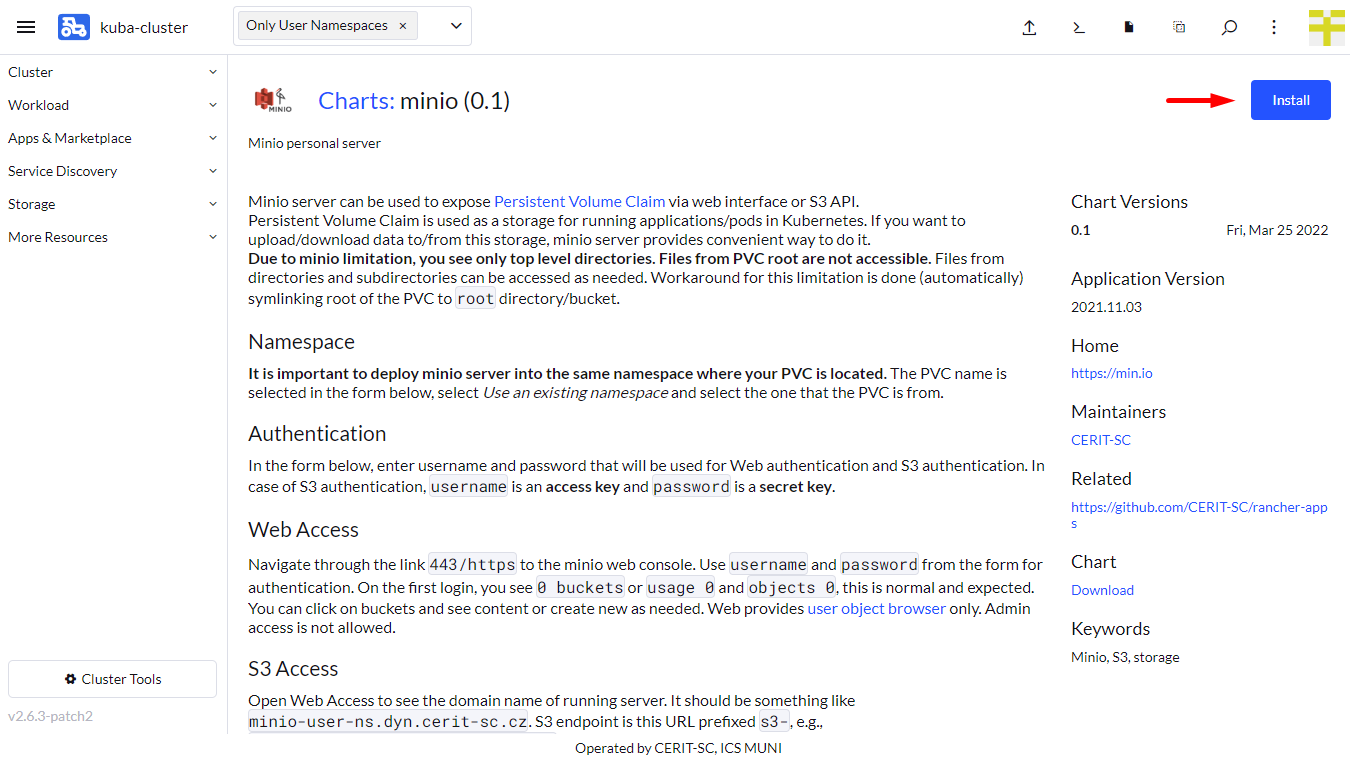 kuba-cluster
Only User Namespaces ×
Cluster
Workload
Apps & Marketplace
Service Discovery
Storage
More Resources
Cluster Tools
v2.6.3-patch2
MINIO
Charts: minio (0.1)
Install
Minio personal server
Minio server can be used to expose Persistent Volume Claim via web interface or S3 API.
Persistent Volume Claim is used as a storage for running applications/pods in Kubernetes. If you want to
upload/download data to/from this storage, minio server provides convenient way to do it.
Due to minio limitation, you see only top level directories. Files from PVC root are not accessible. Files from
directories and subdirectories can be accessed as needed. Workaround for this limitation is done (automatically)
symlinking root of the PVC to root directory/bucket.
Namespace
It is important to deploy minio server into the same namespace where your PVC is located. The PVC name is
selected in the form below, select Use an existing namespace and select the one that the PVC is from.
Authentication
In the form below, enter username and password that will be used for Web authentication and S3 authentication. In
case of S3 authentication, username is an access key and password is a secret key.
Web Access
Navigate through the link 443/https to the minio web console. Use username and password from the form for
authentication. On the first login, you see 0 buckets or usage 0 and objects 0, this is normal and expected.
You can click on buckets and see content or create new as needed. Web provides user object browser only. Admin
access is not allowed.
S3 Access
Open Web Access to see the domain name of running server. It should be something like
minio-user-ns.dyn.cerit-sc.cz. S3 endpoint is this URL prefixed s3-, e.g.,
Chart Versions
0.1 Fri, Mar 25 2022
Application Version
2021.11.03
Home
https://min.io
Maintainers
CERIT-SC
Related
https://github.com/CERIT-SC/rancher-app
s
Chart
Download
Keywords
Minio, S3, storage
Operated by CERIT-SC, ICS MUNI